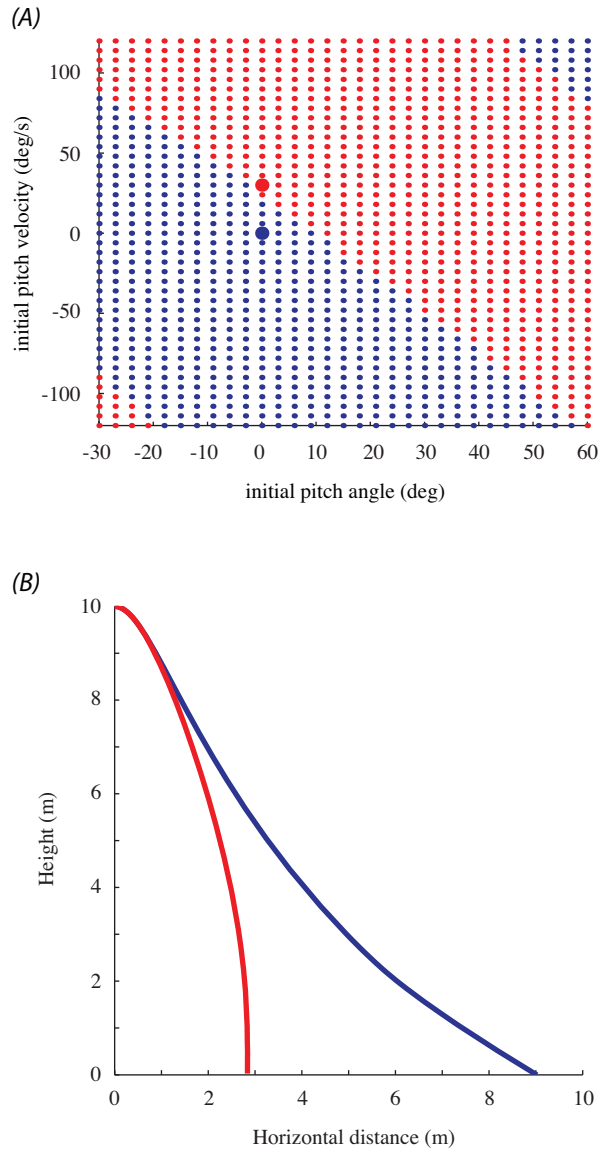 (A)
100
50
0
-50
-100
initial pitch velocity (deg/s)
-30 -20 -10 0 10 20 30 40 50 60
initial pitch angle (deg)
(B)
10
8
6
4
2
0
Height (m)
0 2 4 6 8 10
Horizontal distance (m)